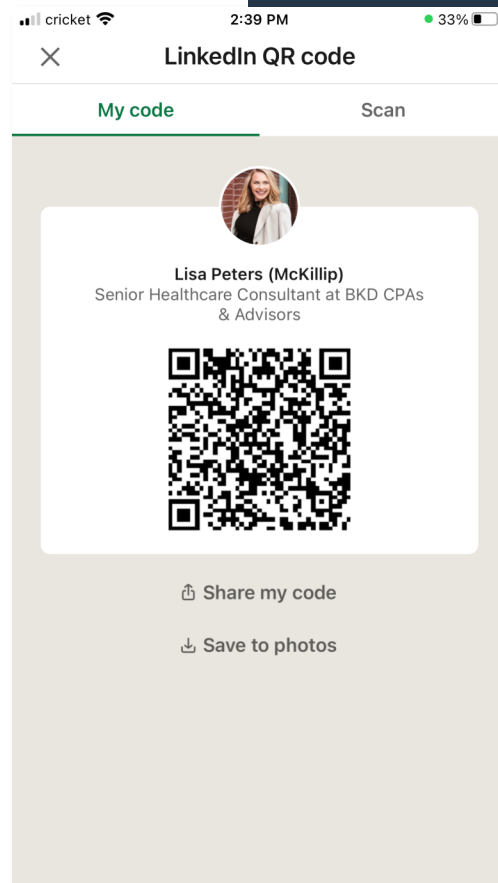 cricket 2:39 PM 33%
LinkedIn QR code
My code Scan
Lisa Peters (McKillip)
Senior Healthcare Consultant at BKD CPAs
& Advisors
Share my code
Save to photos